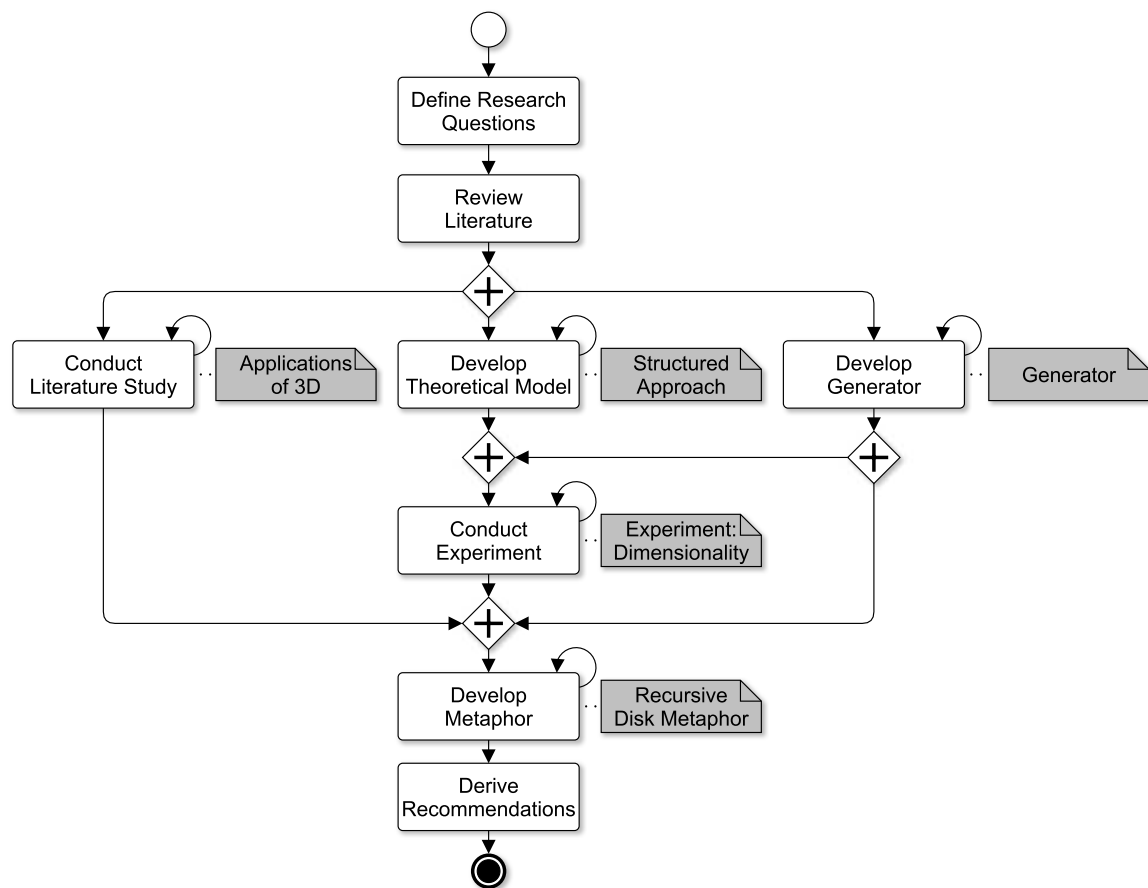 Define Research
Questions
Review
Literature
Conduct
Literature Study
Applications
of 3D
Develop
Theoretical Model
Structured
Approach
Develop
Generator
Generator
Conduct
Experiment
Experiment:
Dimensionality
Develop
Metaphor
Recursive
Disk Metaphor
Derive
Recommendations